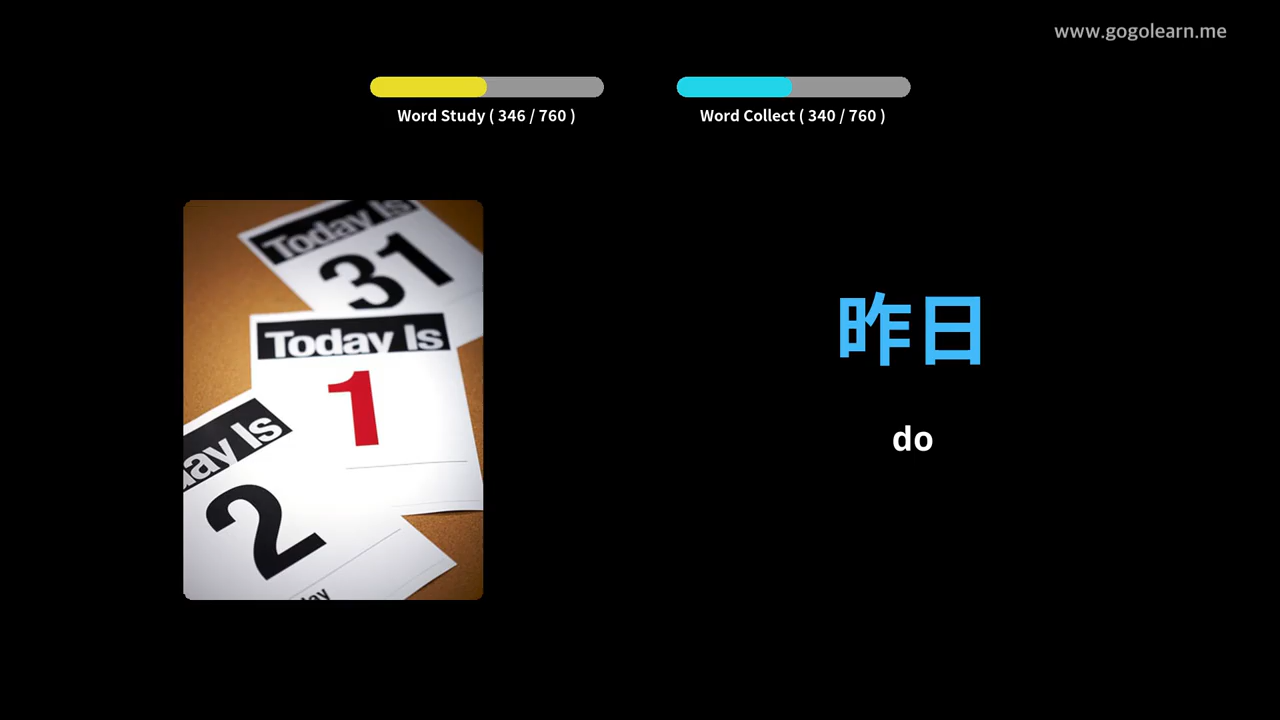 www.gogolearn.me
Word Study ( 346 / 760 )
Word Collect ( 340 / 760 )
Today Is
31
Today Is
1
day Is
2
昨日
do